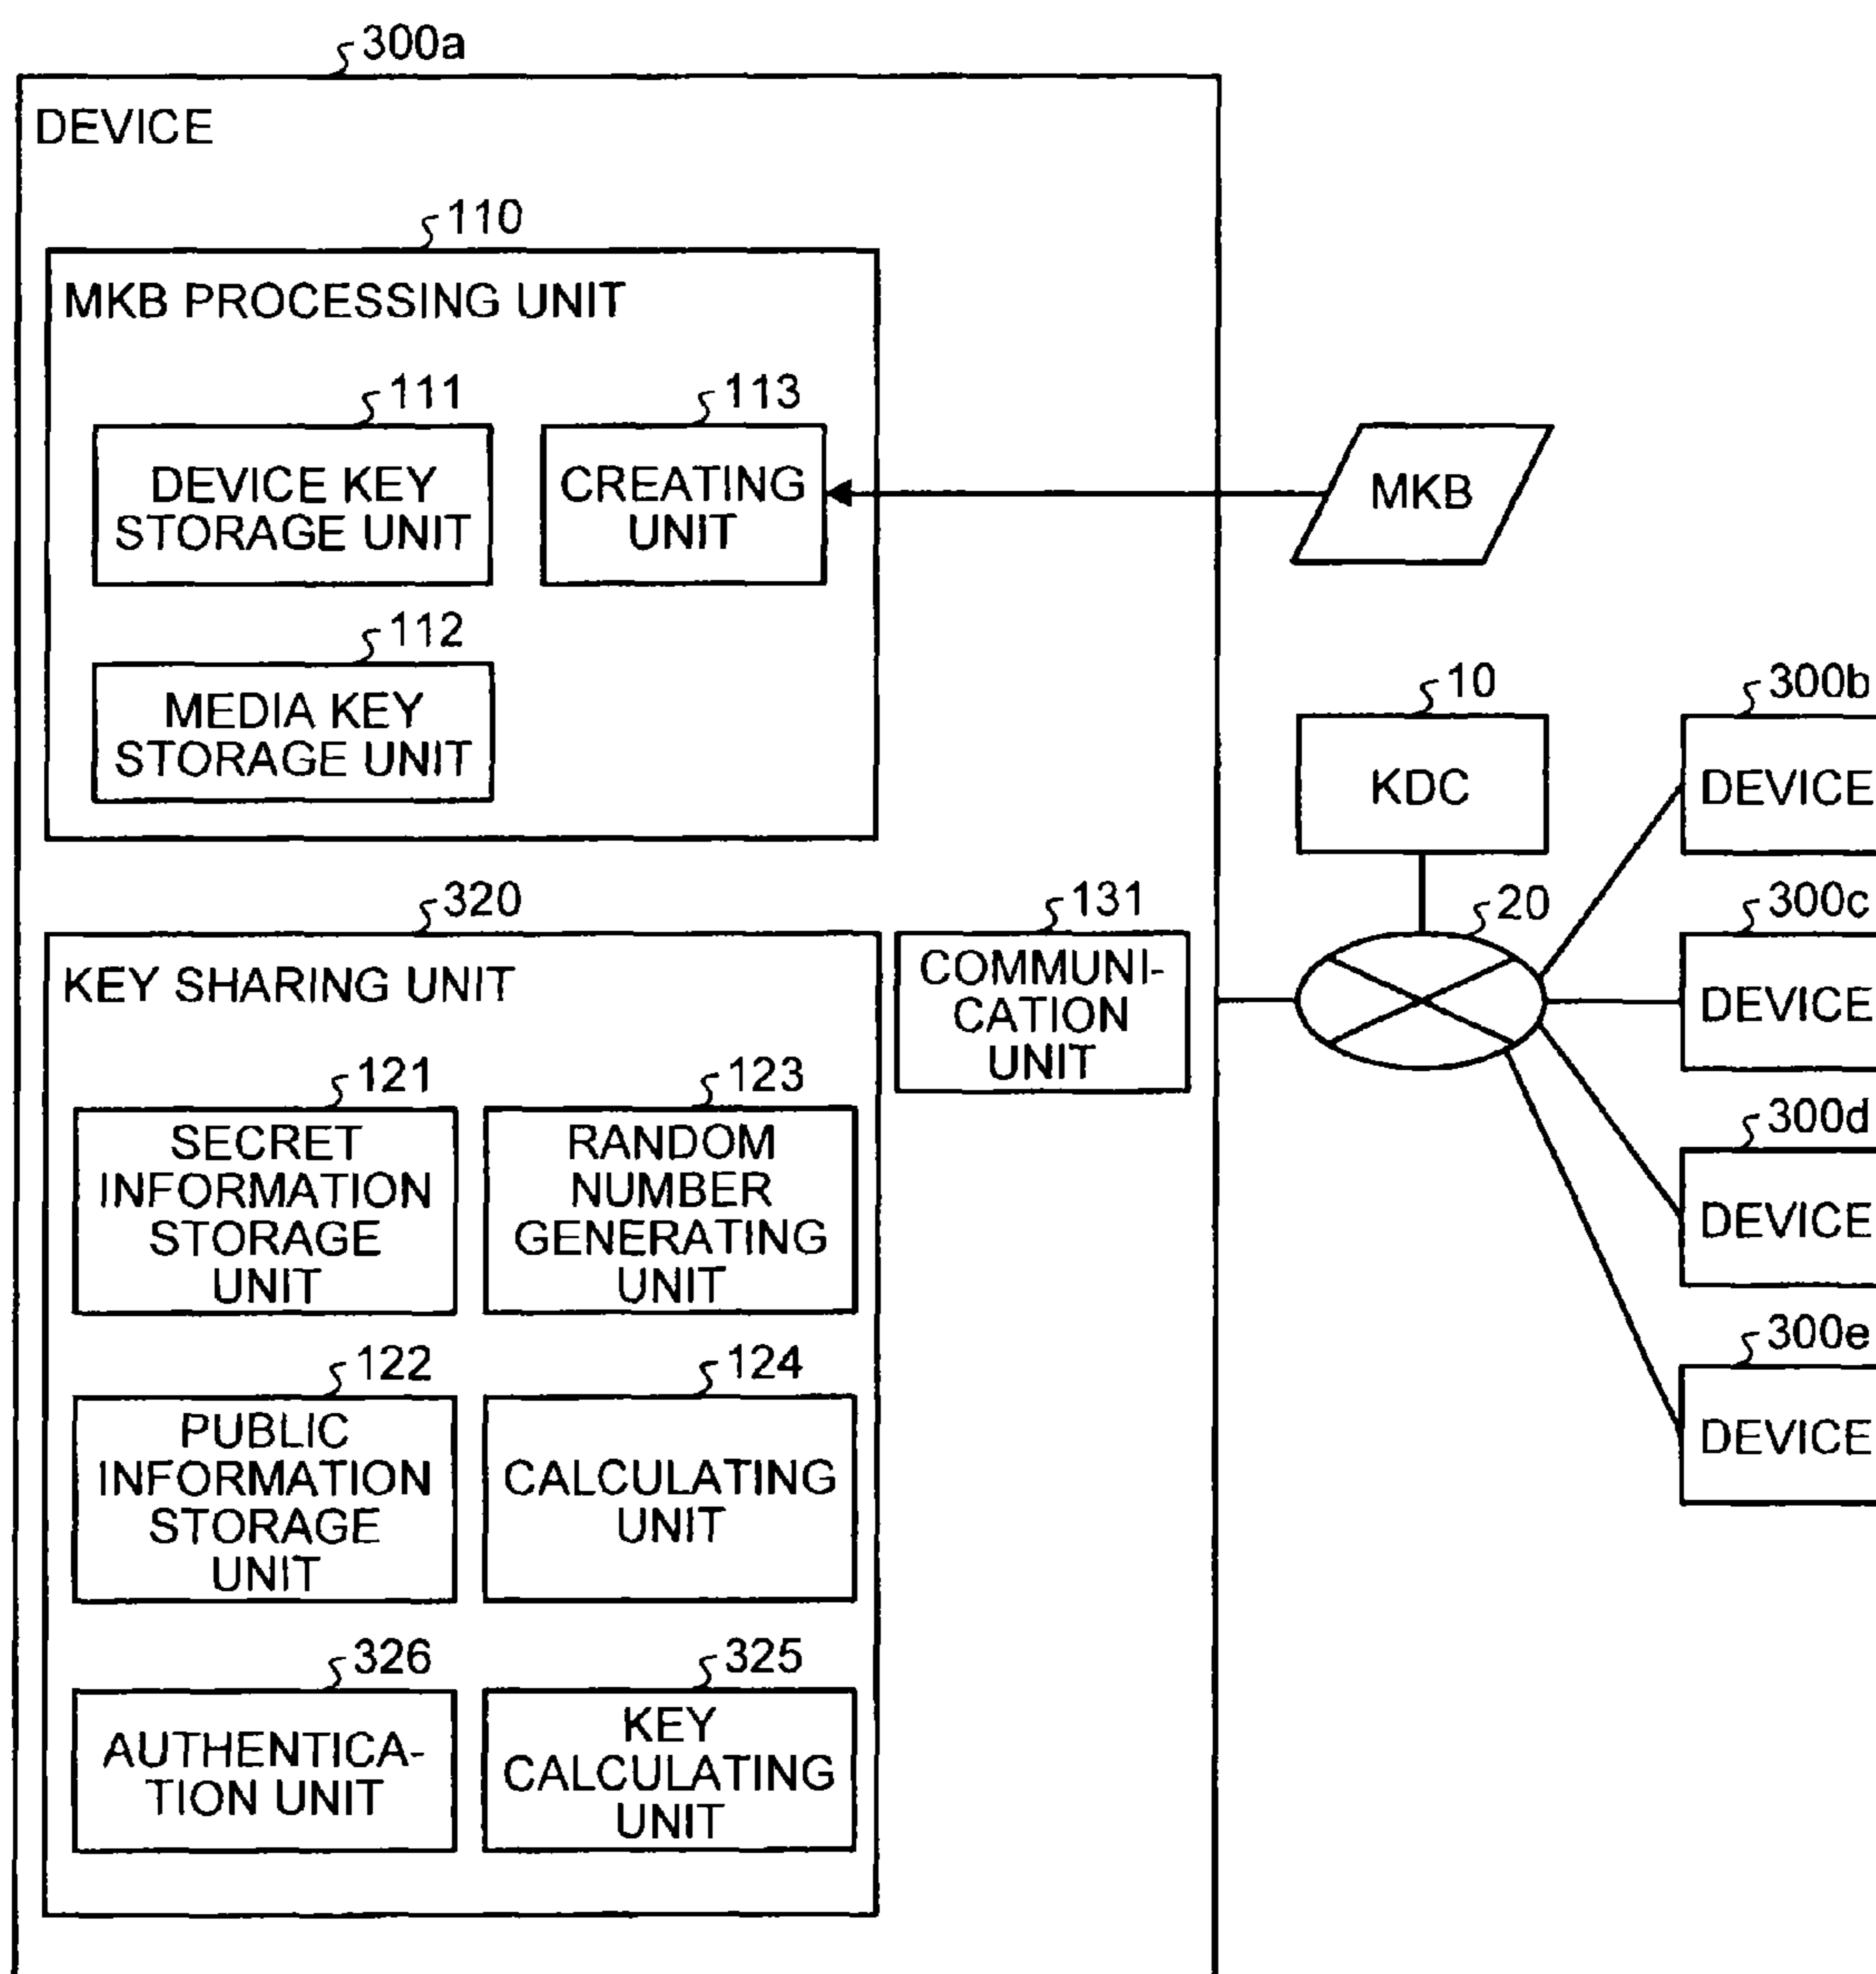 300a
DEVICE
110
MKB PROCESSING UNIT
111
DEVICE KEY
STORAGE UNIT
113
CREATING
UNIT
MKB
112
MEDIA KEY
STORAGE UNIT
10
KDC
300b
DEVICE
320
KEY SHARING UNIT
131
COMMUNI-
CATION
UNIT
20
300c
DEVICE
121
SECRET
INFORMATION
STORAGE
UNIT
123
RANDOM
NUMBER
GENERATING
UNIT
300d
DEVICE
122
PUBLIC
INFORMATION
STORAGE
UNIT
124
CALCULATING
UNIT
300e
DEVICE
326
AUTHENTICA-
TION UNIT
325
KEY
CALCULATING
UNIT